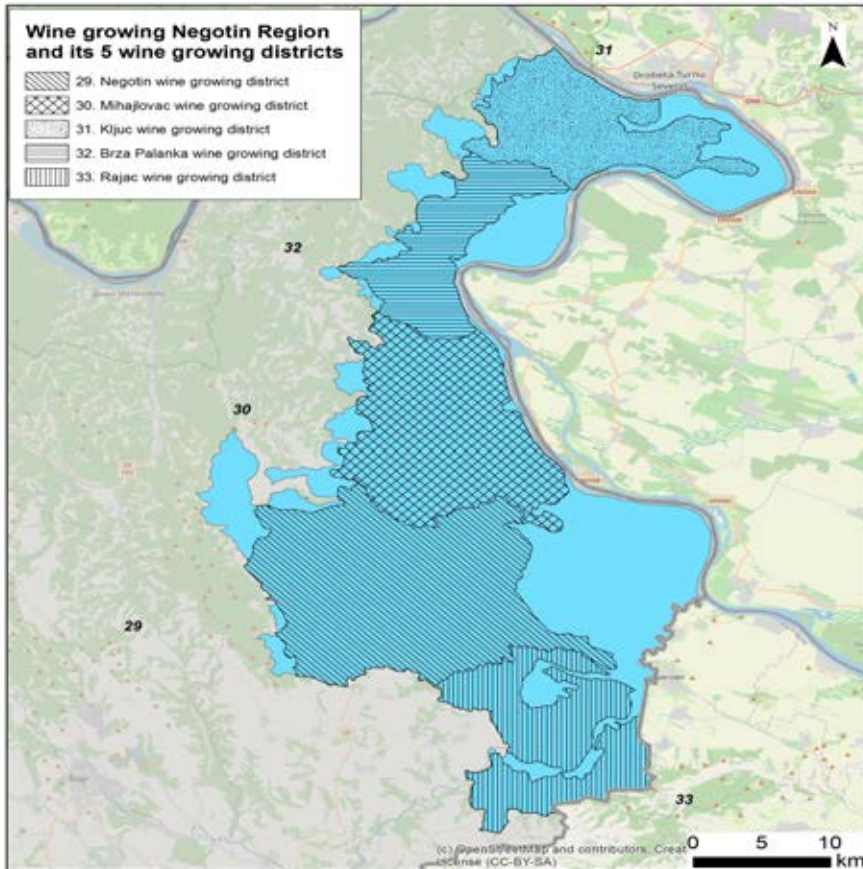 Wine growing Negotin Region
and its 5 wine growing districts
29. Negotin wine growing district
30. Mihajlovac wine growing district
31. Kljuc wine growing district
32. Brza Palanka wine growing district
33. Rajac wine growing district
31
N
Drobeta-Turnu
Severin
32
30
29
33
(c) OpenStreetMap and contributors, Creat
License (CC-BY-SA)
0 5 10
km